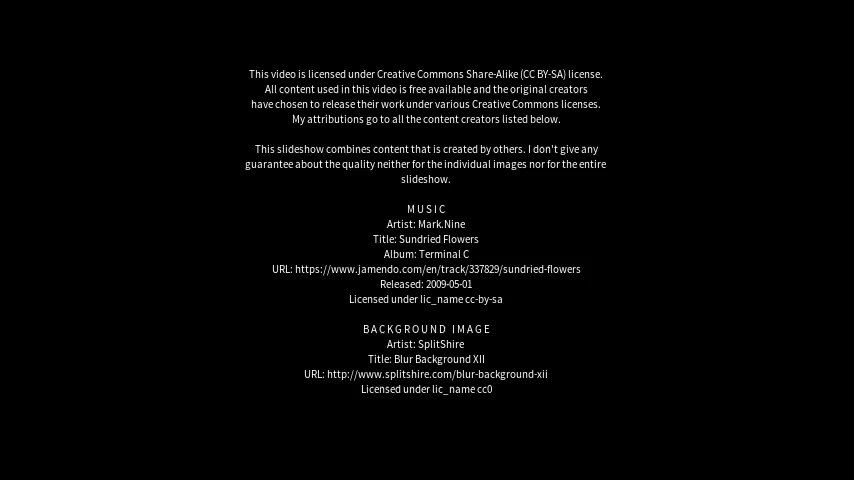 This video is licensed under Creative Commons Share-Alike (CC BY-SA) license.
All content used in this video is free available and the original creators
have chosen to release their work under various Creative Commons licenses.
My attributions go to all the content creators listed below.
This slideshow combines content that is created by others. I don't give any
guarantee about the quality neither for the individual images nor for the entire
slideshow.
MUSIC
Artist: Mark.Nine
Title: Sundried Flowers
Album: Terminal C
URL: https://www.jamendo.com/en/track/337829/sundried-flowers
Released: 2009-05-01
Licensed under lic_name cc-by-sa
BACKGROUND IMAGE
Artist: SplitShire
Title: Blur Background XII
URL: http://www.splitshire.com/blur-background-xii
Licensed under lic_name cc0